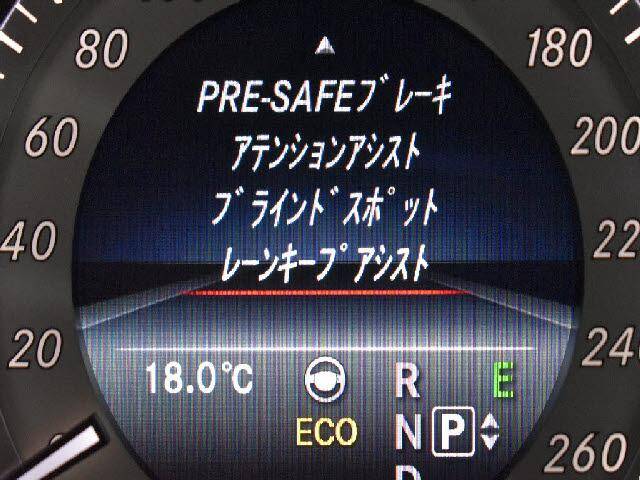 80
180
PRE-SAFEブレーキ
60
アテンションアシスト
200
ブラインドスポット
40
レーンキープアシスト
22
20
18.0℃
R
E
240
ECO
N
P
260
D